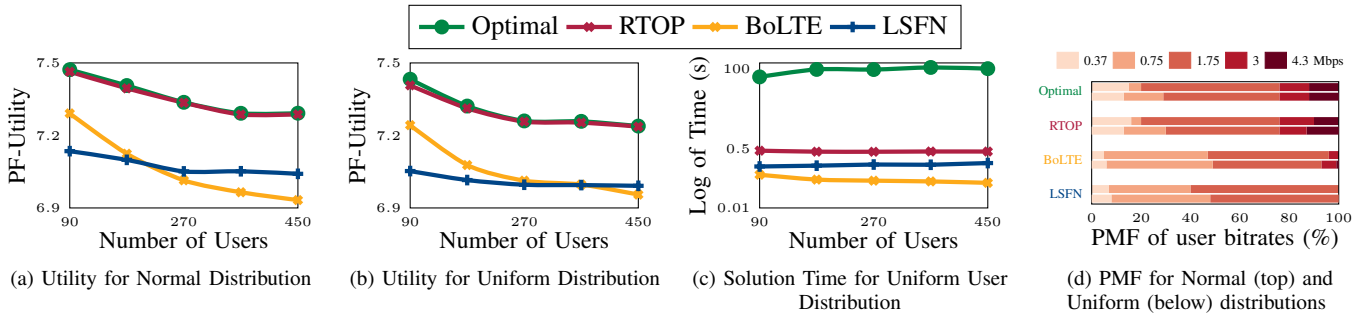 Optimal RTOP BoLTE LSFN
7.5
7.2
6.9
PF-Utility
90 270 450
Number of Users
(a) Utility for Normal Distribution
7.5
7.2
6.9
PF-Utility
90 270 450
Number of Users
(b) Utility for Uniform Distribution
100
0.5
0.01
Log of Time (s)
90 270 450
Number of Users
(c) Solution Time for Uniform User
Distribution
0.37 0.75 1.75 3 4.3 Mbps
Optimal
RTOP
BoLTE
LSFN
0 20 40 60 80 100
PMF of user bitrates (%)
(d) PMF for Normal (top) and
Uniform (below) distributions